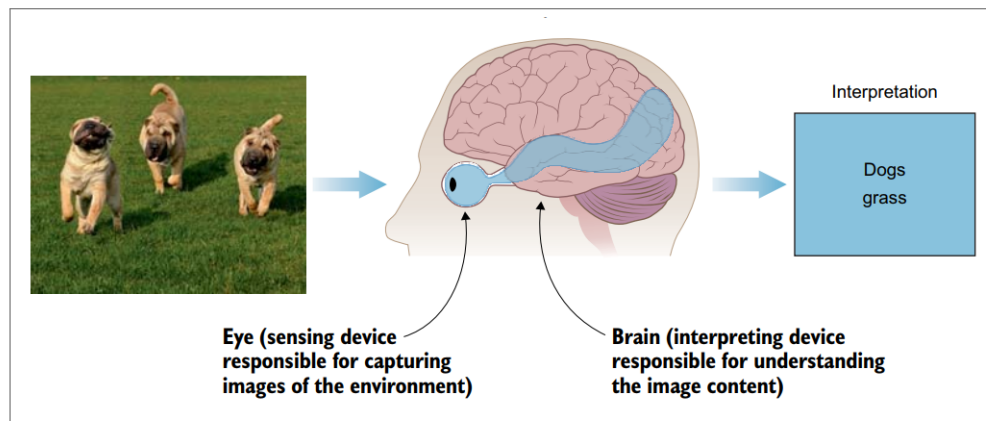 Interpretation
Dogs
grass
Eye (sensing device
responsible for capturing
images of the environment)
Brain (interpreting device
responsible for understanding
the image content)